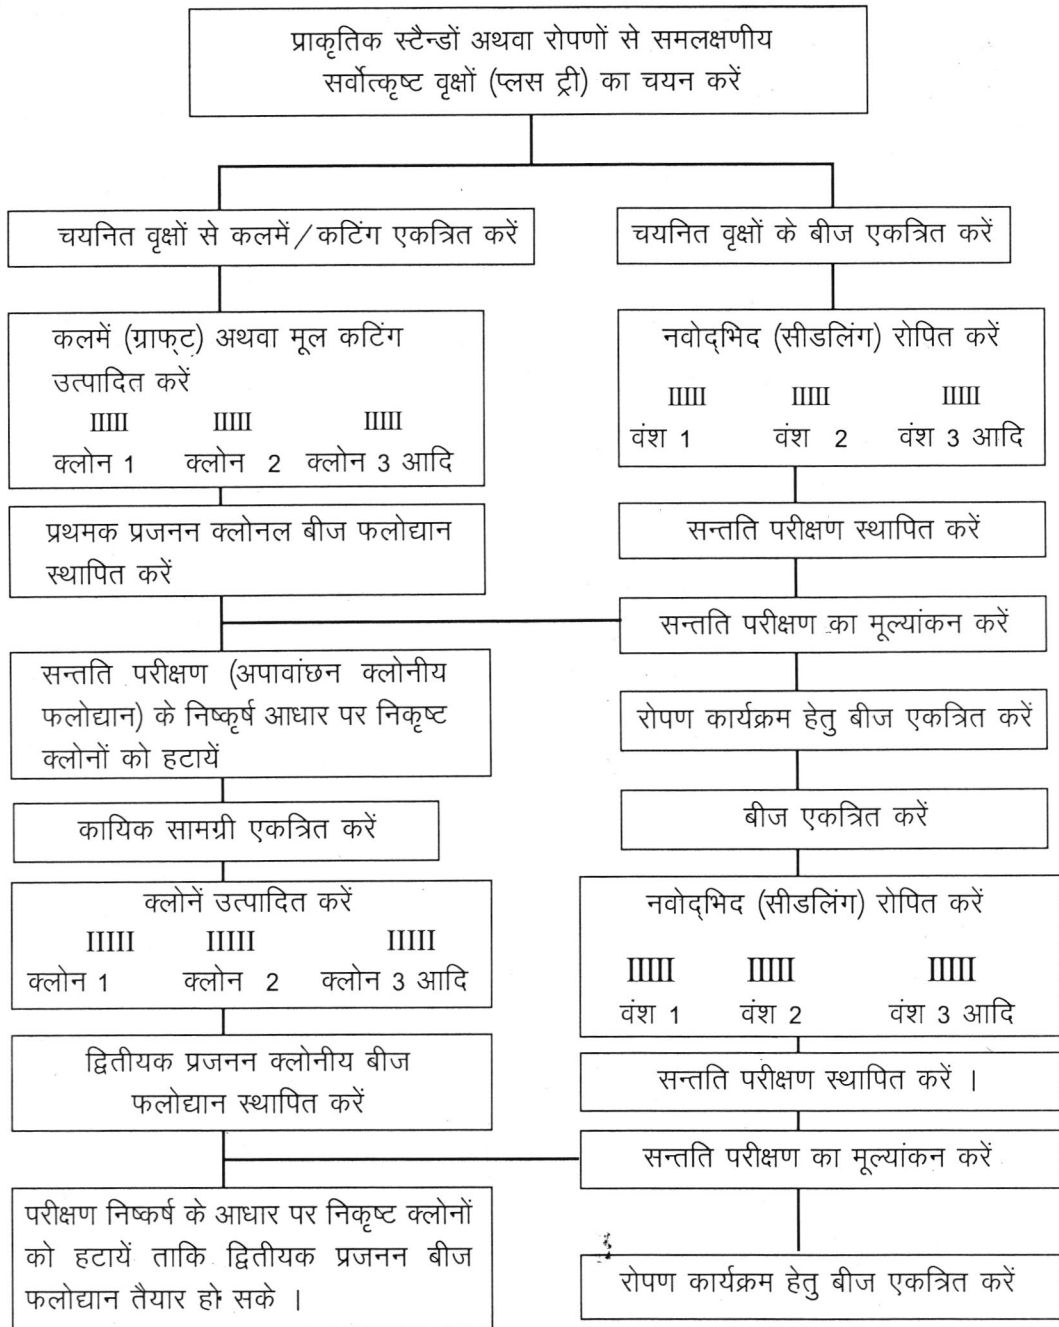 प्राकृतिक स्टैन्डों अथवा रोपणों से समलक्षणीय
सर्वोत्कृष्ट वृक्षों (प्लस ट्री) का चयन करें
चयनित वृक्षों से कलमें/कटिंग एकत्रित करें
चयनित वृक्षों के बीज एकत्रित करें
कलमें (ग्राफ्ट) अथवा मूल कटिंग
उत्पादित करें
IIIII IIIII IIIII
क्लोन 1 क्लोन 2 क्लोन 3 आदि
नवोद्भिद (सीडलिंग) रोपित करें
IIIII IIIII IIIII
वंश 1 वंश 2 वंश 3 आदि
प्रथमक प्रजनन क्लोनल बीज फलोद्यान
स्थापित करें
सन्तति परीक्षण स्थापित करें
सन्तति परीक्षण का मूल्यांकन करें
सन्तति परीक्षण (अपावांछन क्लोनीय
फलोद्यान) के निष्कृर्ष आधार पर निकृष्ट
क्लोनों को हटायें
रोपण कार्यक्रम हेतु बीज एकत्रित करें
कायिक सामग्री एकत्रित करें
बीज एकत्रित करें
क्लोनें उत्पादित करें
IIIII IIIII IIIII
क्लोन 1 क्लोन 2 क्लोन 3 आदि
नवोद्भिद (सीडलिंग) रोपित करें
IIIII IIIII IIIII
वंश 1 वंश 2 वंश 3 आदि
द्वितीयक प्रजनन क्लोनीय बीज
फलोद्यान स्थापित करें
सन्तति परीक्षण स्थापित करें ।
सन्तति परीक्षण का मूल्यांकन करें
परीक्षण निष्कर्ष के आधार पर निकृष्ट क्लोनों
को हटायें ताकि द्वितीयक प्रजनन बीज
फलोद्यान तैयार हो सके ।
रोपण कार्यक्रम हेतु बीज एकत्रित करें